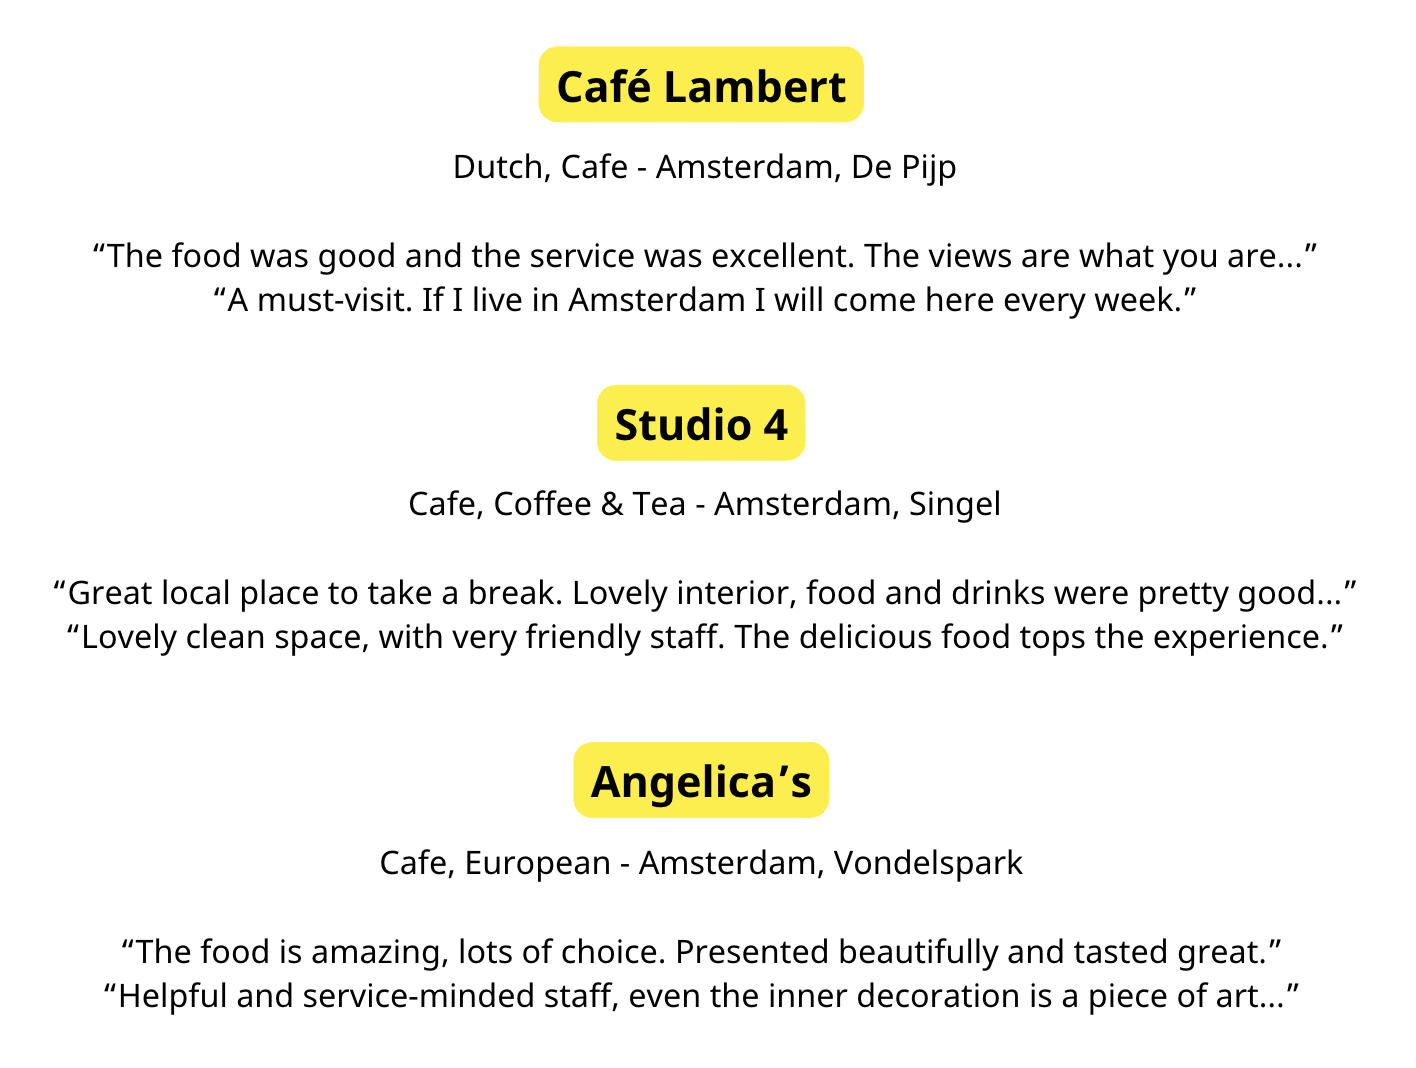 Café Lambert
Dutch, Cafe - Amsterdam, De Pijp
“The food was good and the service was excellent. The views are what you are...”
“A must-visit. If I live in Amsterdam I will come here every week.”
Studio 4
Cafe, Coffee & Tea - Amsterdam, Singel
“Great local place to take a break. Lovely interior, food and drinks were pretty good...”
“Lovely clean space, with very friendly staff. The delicious food tops the experience.”
Angelica’s
Cafe, European - Amsterdam, Vondelspark
“The food is amazing, lots of choice. Presented beautifully and tasted great.”
“Helpful and service-minded staff, even the inner decoration is a piece of art...”